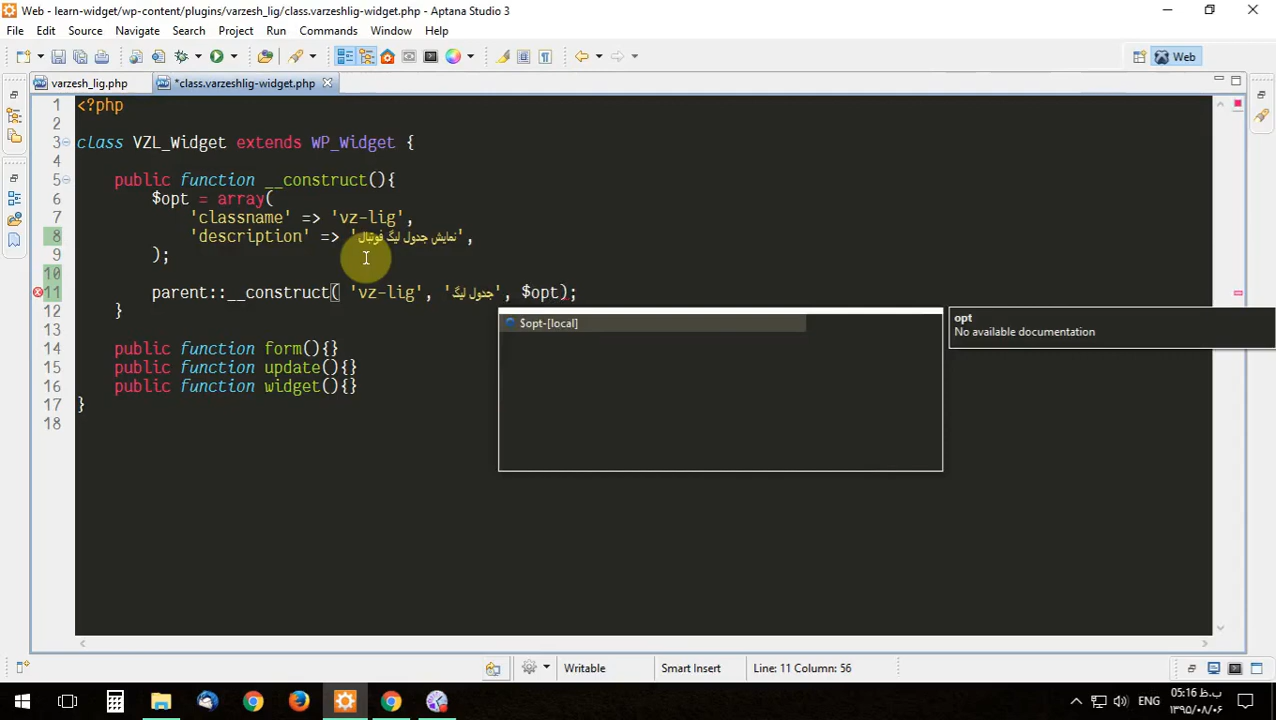 Web - learn-widget/wp-content/plugins/varzesh_lig/class.varzeshlig-widget.php - Aptana Studio 3
File Edit Source Navigate Search Project Run Commands Window Help
Web
varzesh_lig.php *class.varzeshlig-widget.php
1 <?php
2
3 class VZL_Widget extends WP_Widget {
4
5 public function __construct(){
6 $opt = array(
7 'classname' => 'vz-lig',
8 'description' => 'نمایش جدول لیگ فوتبال',
9 );
10
11 parent::__construct( 'vz-lig', 'جدول لیگ', $opt);
12 }
13
14 public function form(){}
15 public function update(){}
16 public function widget(){}
17 }
18
$opt-[local]
opt
No available documentation
Writable Smart Insert Line: 11 Column: 56
ENG 05:16 ب.ظ
۱۳۹۵/۰۸/۰۶